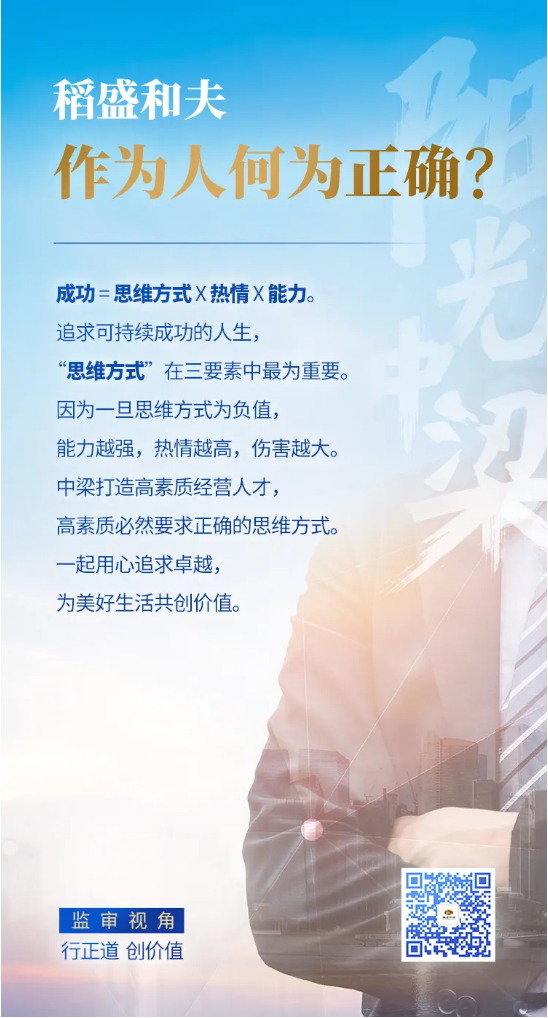 稻盛和夫
作为人何为正确？
成功=思维方式X热情X能力。
追求可持续成功的人生，
“思维方式”在三要素中最为重要。
因为一旦思维方式为负值，
能力越强，热情越高，伤害越大。
中梁打造高素质经营人才，
高素质必然要求正确的思维方式。
一起用心追求卓越，
为美好生活共创价值。
阳光中梁
监审视角
行正道 创价值